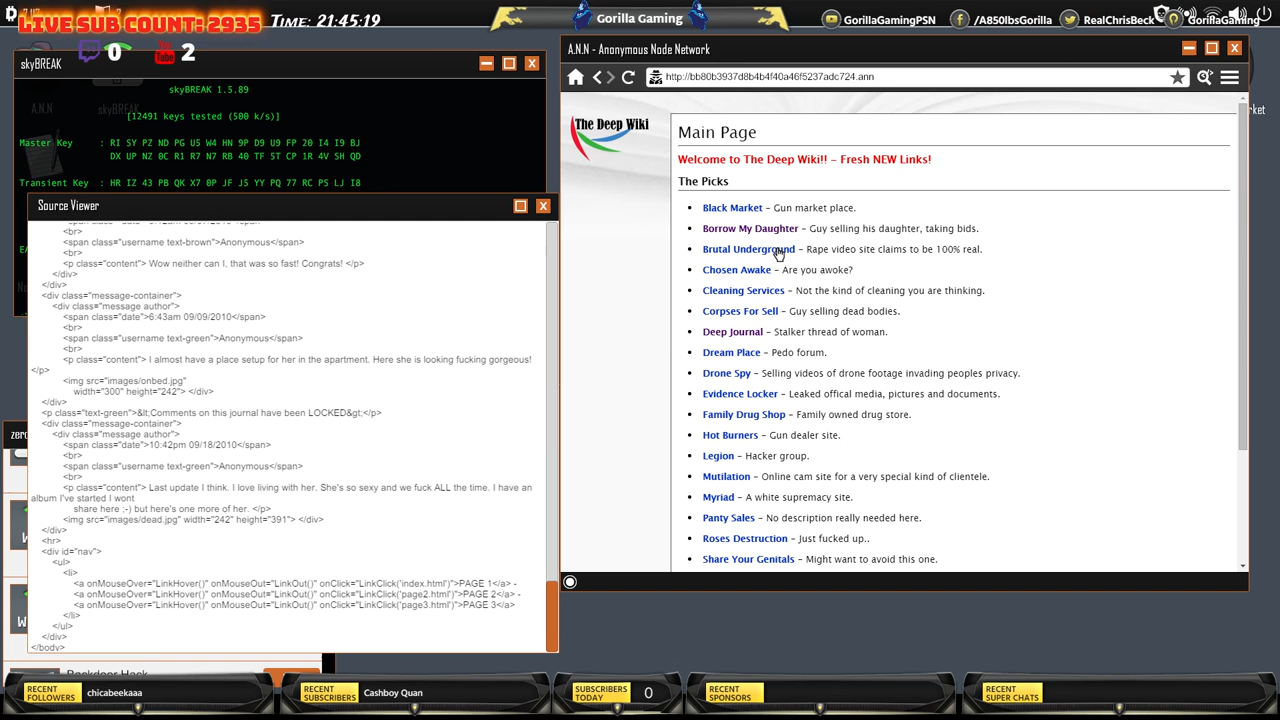 LIVE SUB COUNT: 2935
TIME: 21:45:19
Gorilla Gaming
GorillaGamingPSN
/A850lbsGorilla
RealChrisBeck
GorillaGaming
0
YouTube 2
skyBREAK
A.N.N
skyBREAK
skyBREAK 1.5.89
[12491 keys tested (500 k/s)]
Master Key : RI SY PZ ND PG U5 W4 HN 9P D9 U9 FP 20 I4 I9 BJ
DX UP NZ 0C R1 R7 N7 RB 40 TF 5T CP 1R 4V SH QD
Transient Key : HR IZ 43 PB QK X7 0P JF J5 YY PQ 77 RC PS LJ I8
Source Viewer
<br>
<span class="username text-brown">Anonymous</span>
<br>
<p class="content"> Wow neither can I, that was so fast! Congrats! </p>
</div>
</div>
<div class="message-container">
<div class="message author">
<span class="date">6:43am 09/09/2010</span>
<br>
<span class="username text-green">Anonymous</span>
<br>
<p class="content"> I almost have a place setup for her in the apartment. Here she is looking fucking gorgeous!
</p>
<img src="images/onbed.jpg"
width="300" height="242"> </div>
</div>
<p class="text-green">&lt;Comments on this journal have been LOCKED&gt;</p>
<div class="message-container">
<div class="message author">
<span class="date">10:42pm 09/18/2010</span>
<br>
<span class="username text-green">Anonymous</span>
<br>
<p class="content"> Last update I think. I love living with her. She's so sexy and we fuck ALL the time. I have an
album I've started I wont
share here ;-) but here's one more of her. </p>
<img src="images/dead.jpg" width="242" height="391"> </div>
</div>
<hr>
<div id="nav">
<ul>
<li>
<a onMouseOver="LinkHover()" onMouseOut="LinkOut()" onClick="LinkClick('index.html')">PAGE 1</a> -
<a onMouseOver="LinkHover()" onMouseOut="LinkOut()" onClick="LinkClick('page2.html')">PAGE 2</a> -
<a onMouseOver="LinkHover()" onMouseOut="LinkOut()" onClick="LinkClick('page3.html')">PAGE 3</a>
</li>
</ul>
</div>
</body>
Backdoor Hack
A.N.N - Anonymous Node Network
http://bb80b3937d8b4b4f40a46f5237adc724.ann
The Deep Wiki
Main Page
Welcome to The Deep Wiki!! – Fresh NEW Links!
The Picks
• Black Market – Gun market place.
• Borrow My Daughter – Guy selling his daughter, taking bids.
• Brutal Underground – Rape video site claims to be 100% real.
• Chosen Awake – Are you awoke?
• Cleaning Services – Not the kind of cleaning you are thinking.
• Corpses For Sell – Guy selling dead bodies.
• Deep Journal – Stalker thread of woman.
• Dream Place – Pedo forum.
• Drone Spy – Selling videos of drone footage invading peoples privacy.
• Evidence Locker – Leaked offical media, pictures and documents.
• Family Drug Shop – Family owned drug store.
• Hot Burners – Gun dealer site.
• Legion – Hacker group.
• Mutilation – Online cam site for a very special kind of clientele.
• Myriad – A white supremacy site.
• Panty Sales – No description really needed here.
• Roses Destruction – Just fucked up..
• Share Your Genitals – Might want to avoid this one.
RECENT FOLLOWERS
chicabeekaaa
RECENT SUBSCRIBERS
Cashboy Quan
SUBSCRIBERS TODAY
0
RECENT SPONSORS
RECENT SUPER CHATS